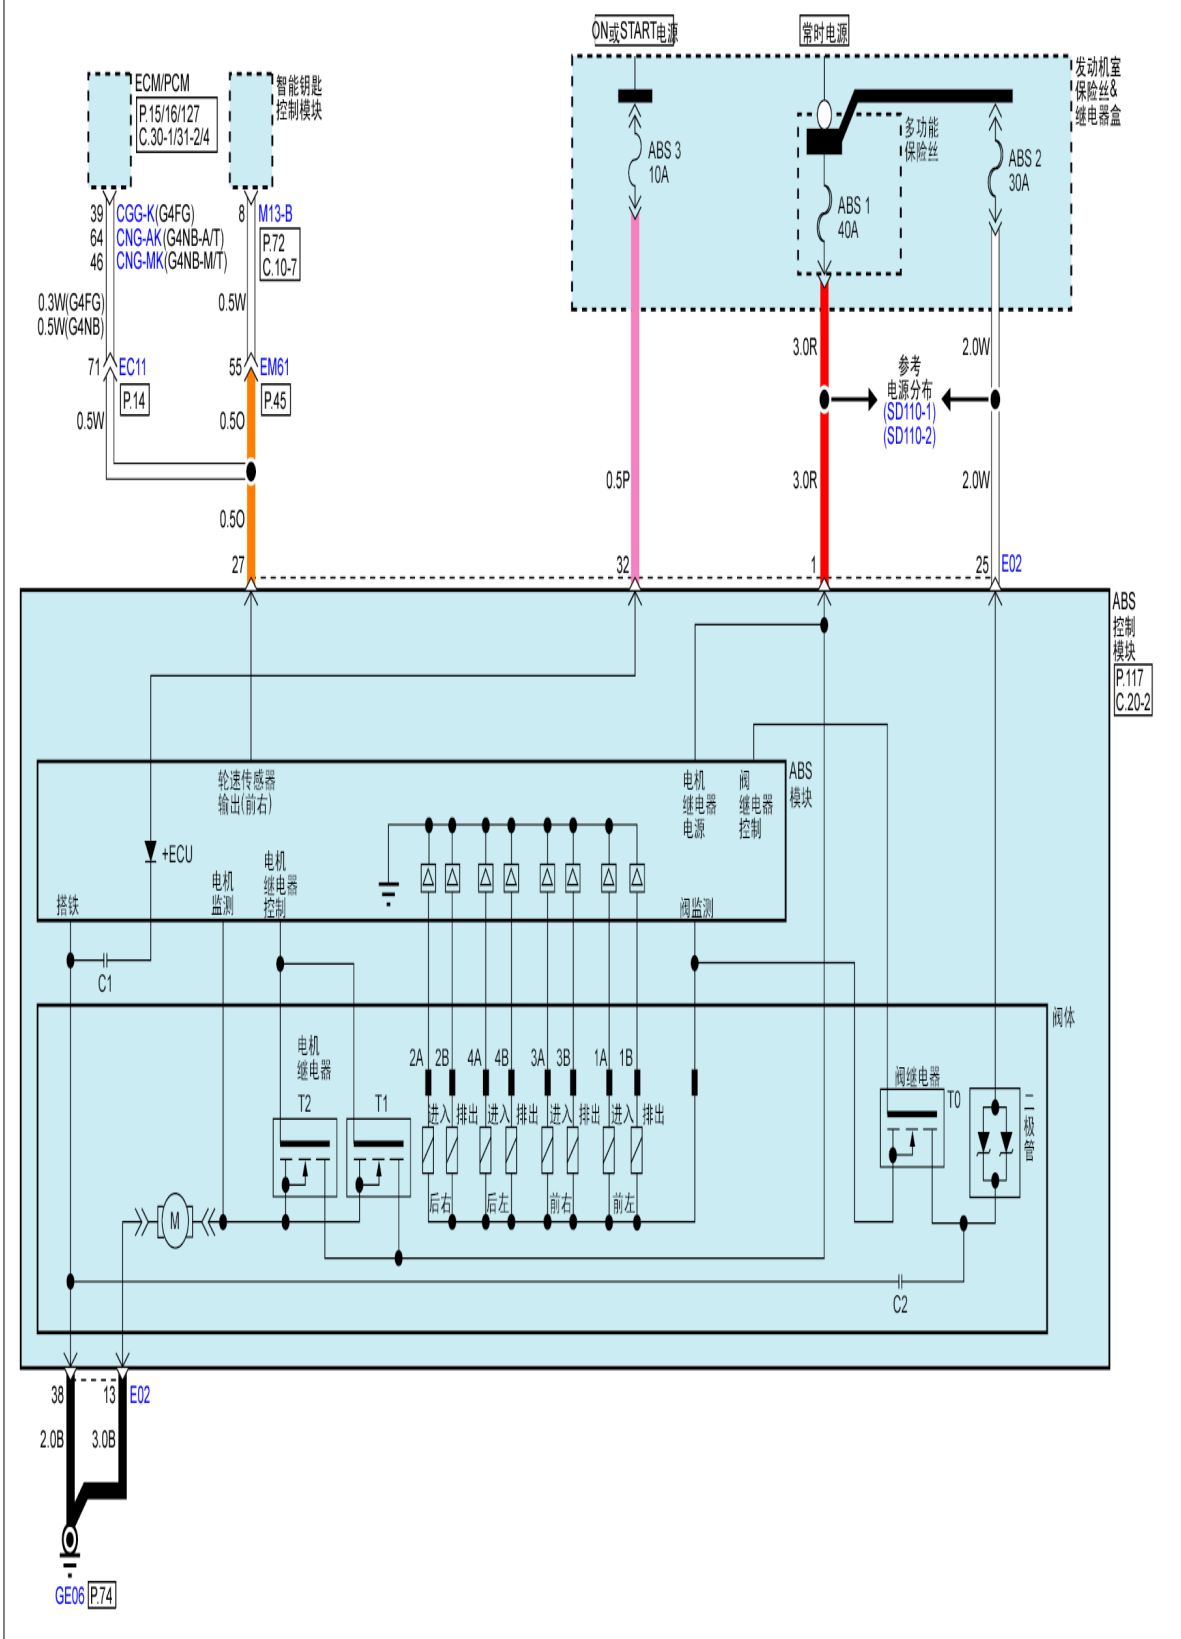 ON或START电源
常时电源
ECM/PCM
P.15/16/127
C.30-1/31-2/4
智能钥匙
控制模块
发动机室
保险丝&
继电器盒
ABS 3
10A
多功能
保险丝
ABS 1
40A
ABS 2
30A
39 CGG-K(G4FG)
64 CNG-AK(G4NB-A/T)
46 CNG-MK(G4NB-M/T)
8 M13-B
P.72
C.10-7
0.3W(G4FG)
0.5W(G4NB)
0.5W
71 EC11
P.14
55 EM61
P.45
0.5W
0.5O
0.5O
0.5P
3.0R
2.0W
参考
电源分布
(SD110-1)
(SD110-2)
3.0R
2.0W
27
32
1
25 E02
ABS
控制
模块
P.117
C.20-2
轮速传感器
输出(前右)
电机
继电器
电源
阀
继电器
控制
ABS
模块
+ECU
搭铁
电机
监测
电机
继电器
控制
阀监测
C1
阀体
电机
继电器
T2
T1
2A 2B 4A 4B 3A 3B 1A 1B
进入 排出 进入 排出 进入 排出 进入 排出
后右 后左 前右 前左
阀继电器
T0
二
极
管
M
C2
38
13 E02
2.0B
3.0B
GE06 P.74